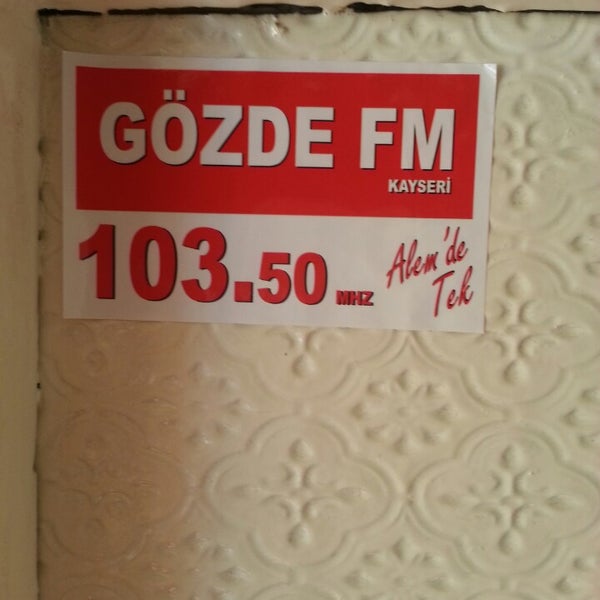 GÖZDE FM
KAYSERİ
103.50 MHZ
Alem'de
Tek